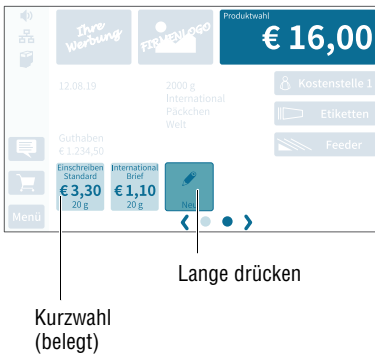 Ihre
Werbung
FIRMENLOGO
Produktwahl
€ 16,00
12.08.19
2000 g
International
Päckchen
Welt
Kostenstelle 1
Etiketten
Feeder
Guthaben
€ 1.234,50
Einschreiben
Standard
€ 3,30
20 g
International
Brief
€ 1,10
20 g
Neu
Menü
Lange drücken
Kurzwahl
(belegt)